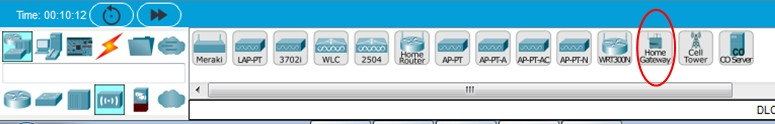 Time: 00:10:12
Meraki LAP-PT 3702i WLC 2504 Home Router AP-PT AP-PT-A AP-PT-AC AP-PT-N WRT300N Home Gateway Cell Tower CO Server
CO
DLC